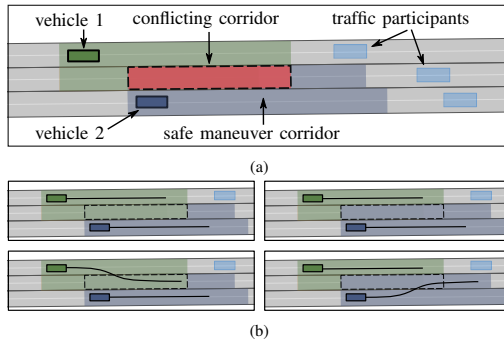 vehicle 1
conflicting corridor
traffic participants
vehicle 2
safe maneuver corridor
(a)
(b)